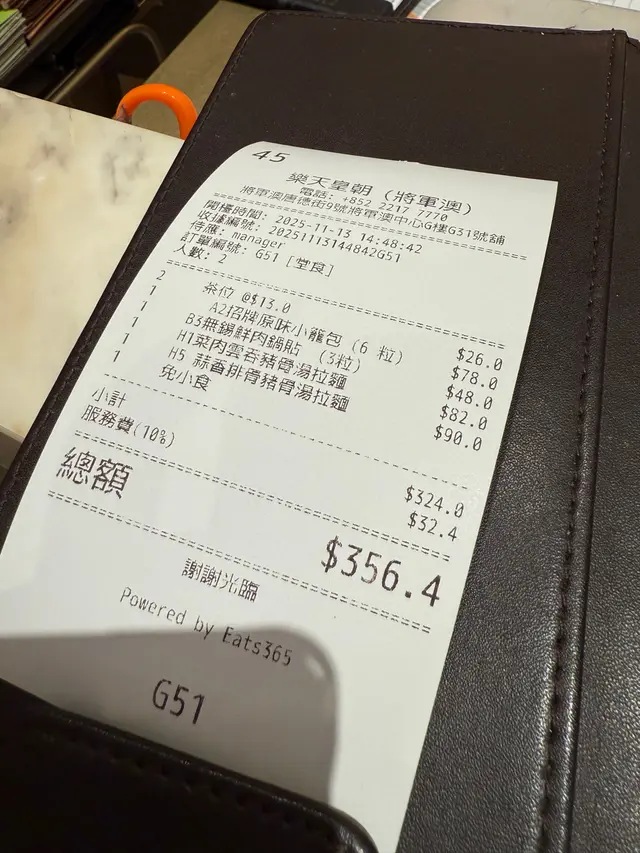 45
樂天皇朝 (將軍澳)
電話: +852 2217 7770
將軍澳唐德街9號將軍澳中心G樓G31號舖
開檯時間: 2025-11-13 14:48:42
收據編號: 20251113144842G51
侍應: manager
訂單編號: G51 [堂食]
人數: 2
2 茶位 @$13.0 $26.0
1 A2招牌原味小籠包 (6 粒) $78.0
1 B3無錫鮮肉鍋貼 (3粒) $48.0
1 H1菜肉雲吞豬骨湯拉麵 $82.0
1 H5 蒜香排骨豬骨湯拉麵 $90.0
1 免小食
小計 $324.0
服務費(10%) $32.4
總額 $356.4
謝謝光臨
Powered by Eats365
G51